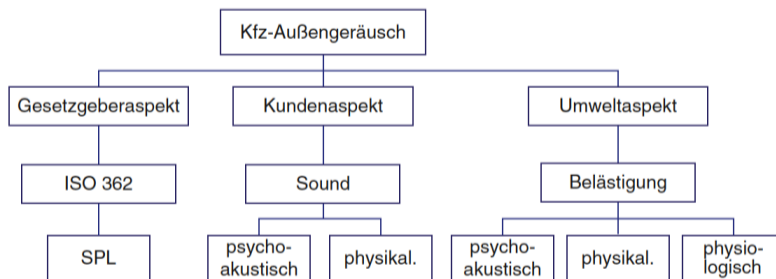 Kfz-Außengeräusch
Gesetzgeberaspekt
Kundenaspekt
Umweltaspekt
ISO 362
Sound
Belästigung
SPL
psycho-
akustisch
physikal.
psycho-
akustisch
physikal.
physio-
logisch